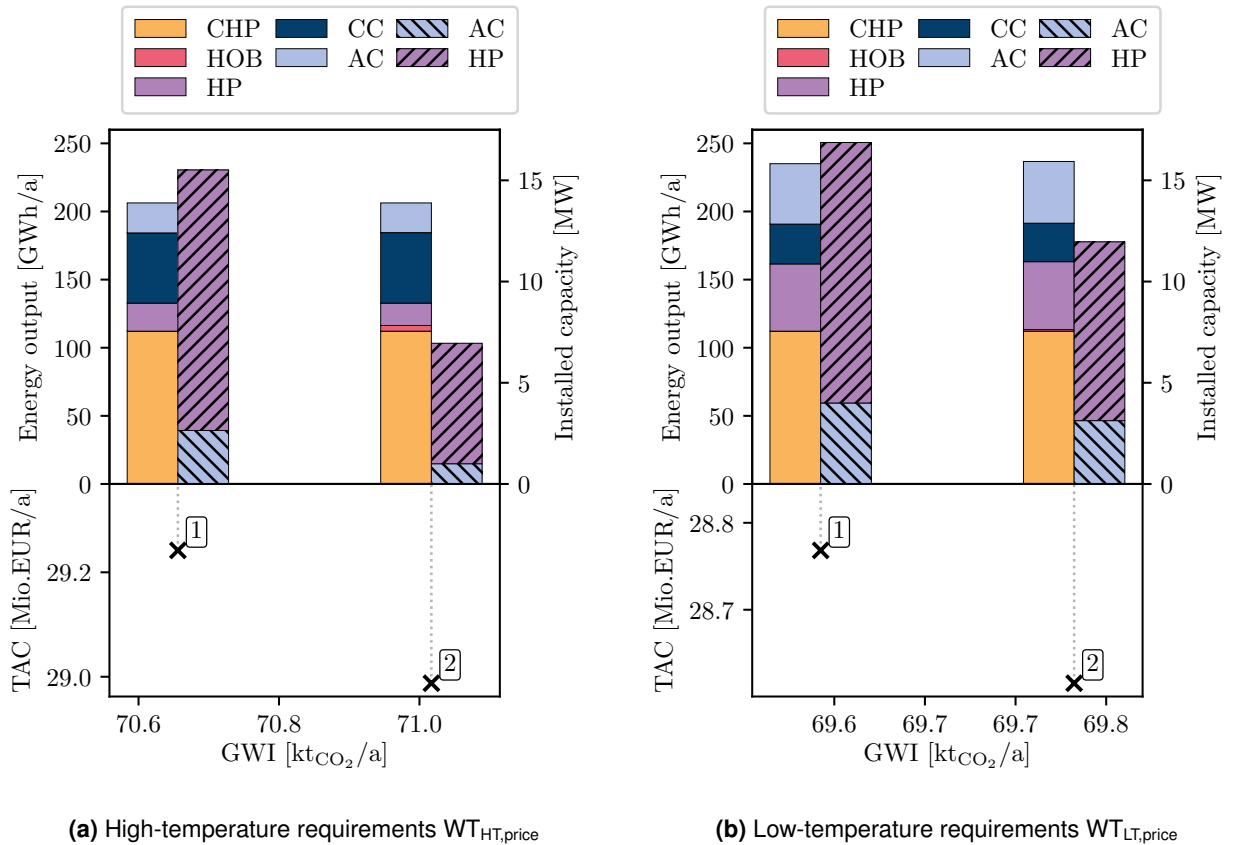 CHP CC AC
HOB AC HP
HP
Energy output [GWh/a]
250
200
150
100
50
0
Installed capacity [MW]
15
10
5
0
TAC [Mio.EUR/a]
29.2
29.0
1
2
70.6 70.8 71.0
GWI [kt_CO₂/a]
(a) High-temperature requirements WT_HT,price
CHP CC AC
HOB AC HP
HP
Energy output [GWh/a]
250
200
150
100
50
0
Installed capacity [MW]
15
10
5
0
TAC [Mio.EUR/a]
28.8
28.7
1
2
69.6 69.7 69.7 69.8
GWI [kt_CO₂/a]
(b) Low-temperature requirements WT_LT,price